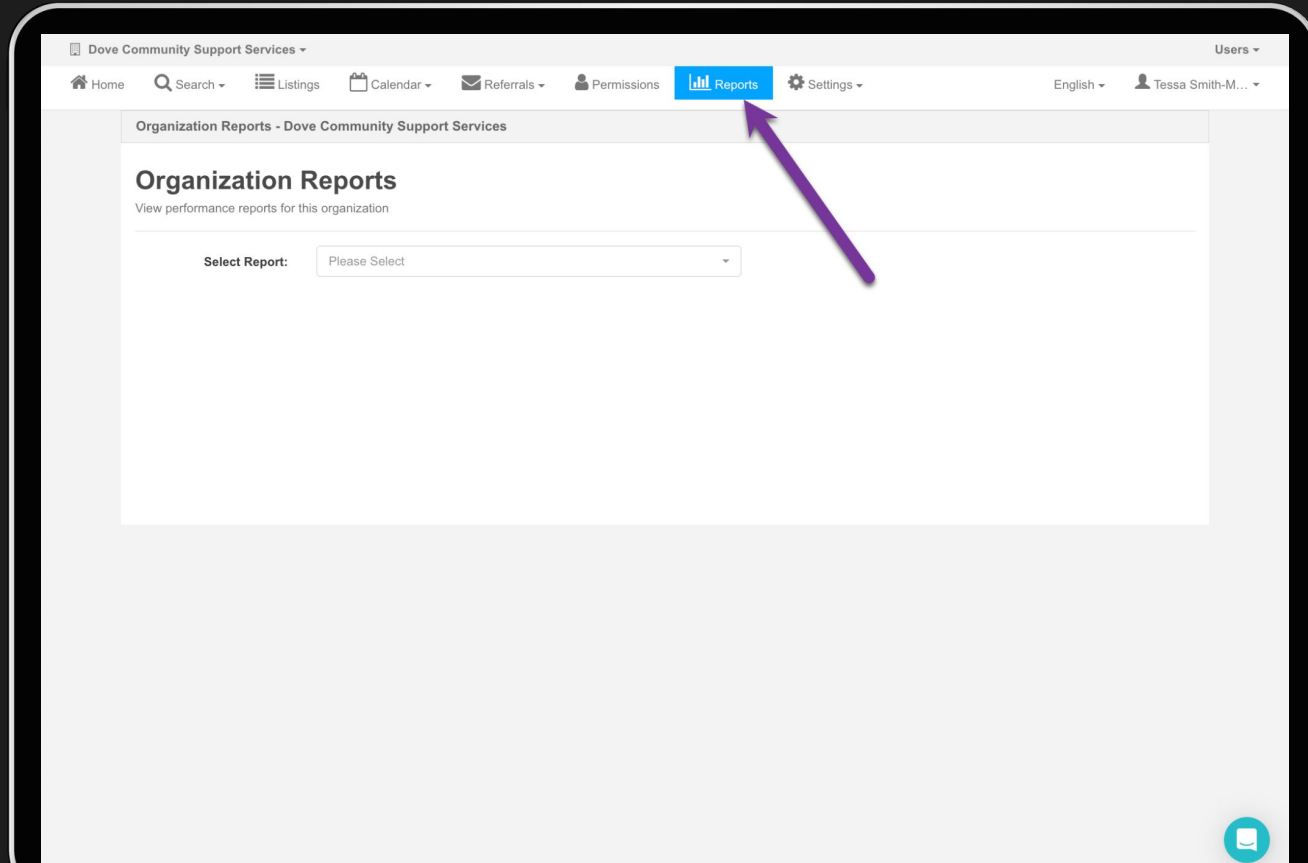 Dove Community Support Services Users
Home Search Listings Calendar Referrals Permissions Reports Settings English Tessa Smith-M...
Organization Reports - Dove Community Support Services
Organization Reports
View performance reports for this organization
Select Report: Please Select